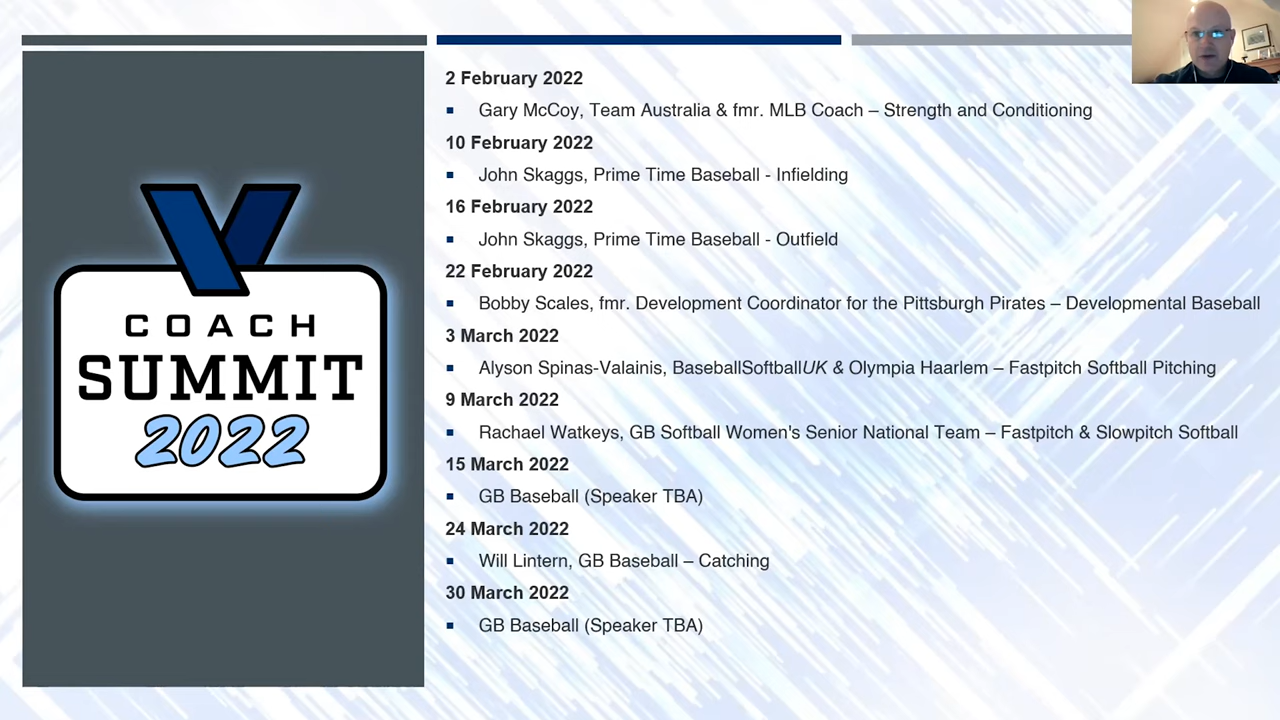 COACH
SUMMIT
2022
2 February 2022
▪ Gary McCoy, Team Australia & fmr. MLB Coach – Strength and Conditioning
10 February 2022
▪ John Skaggs, Prime Time Baseball - Infielding
16 February 2022
▪ John Skaggs, Prime Time Baseball - Outfield
22 February 2022
▪ Bobby Scales, fmr. Development Coordinator for the Pittsburgh Pirates – Developmental Baseball
3 March 2022
▪ Alyson Spinas-Valainis, BaseballSoftballUK & Olympia Haarlem – Fastpitch Softball Pitching
9 March 2022
▪ Rachael Watkeys, GB Softball Women's Senior National Team – Fastpitch & Slowpitch Softball
15 March 2022
▪ GB Baseball (Speaker TBA)
24 March 2022
▪ Will Lintern, GB Baseball – Catching
30 March 2022
▪ GB Baseball (Speaker TBA)